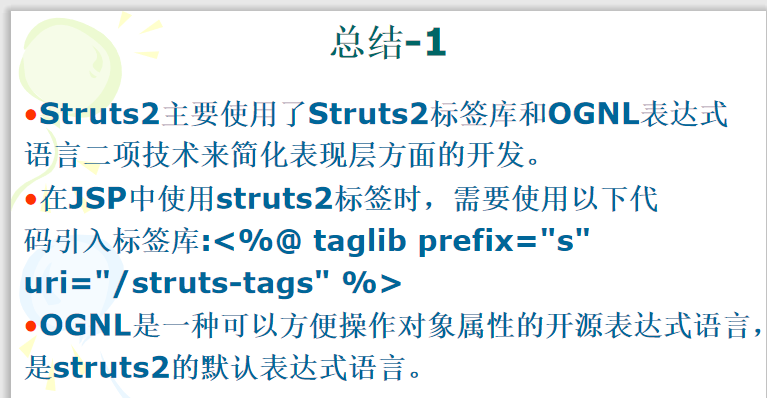 总结-1
•Struts2主要使用了Struts2标签库和OGNL表达式
语言二项技术来简化表现层方面的开发。
•在JSP中使用struts2标签时，需要使用以下代
码引入标签库:<%@ taglib prefix="s"
uri="/struts-tags" %>
•OGNL是一种可以方便操作对象属性的开源表达式语言，
是struts2的默认表达式语言。